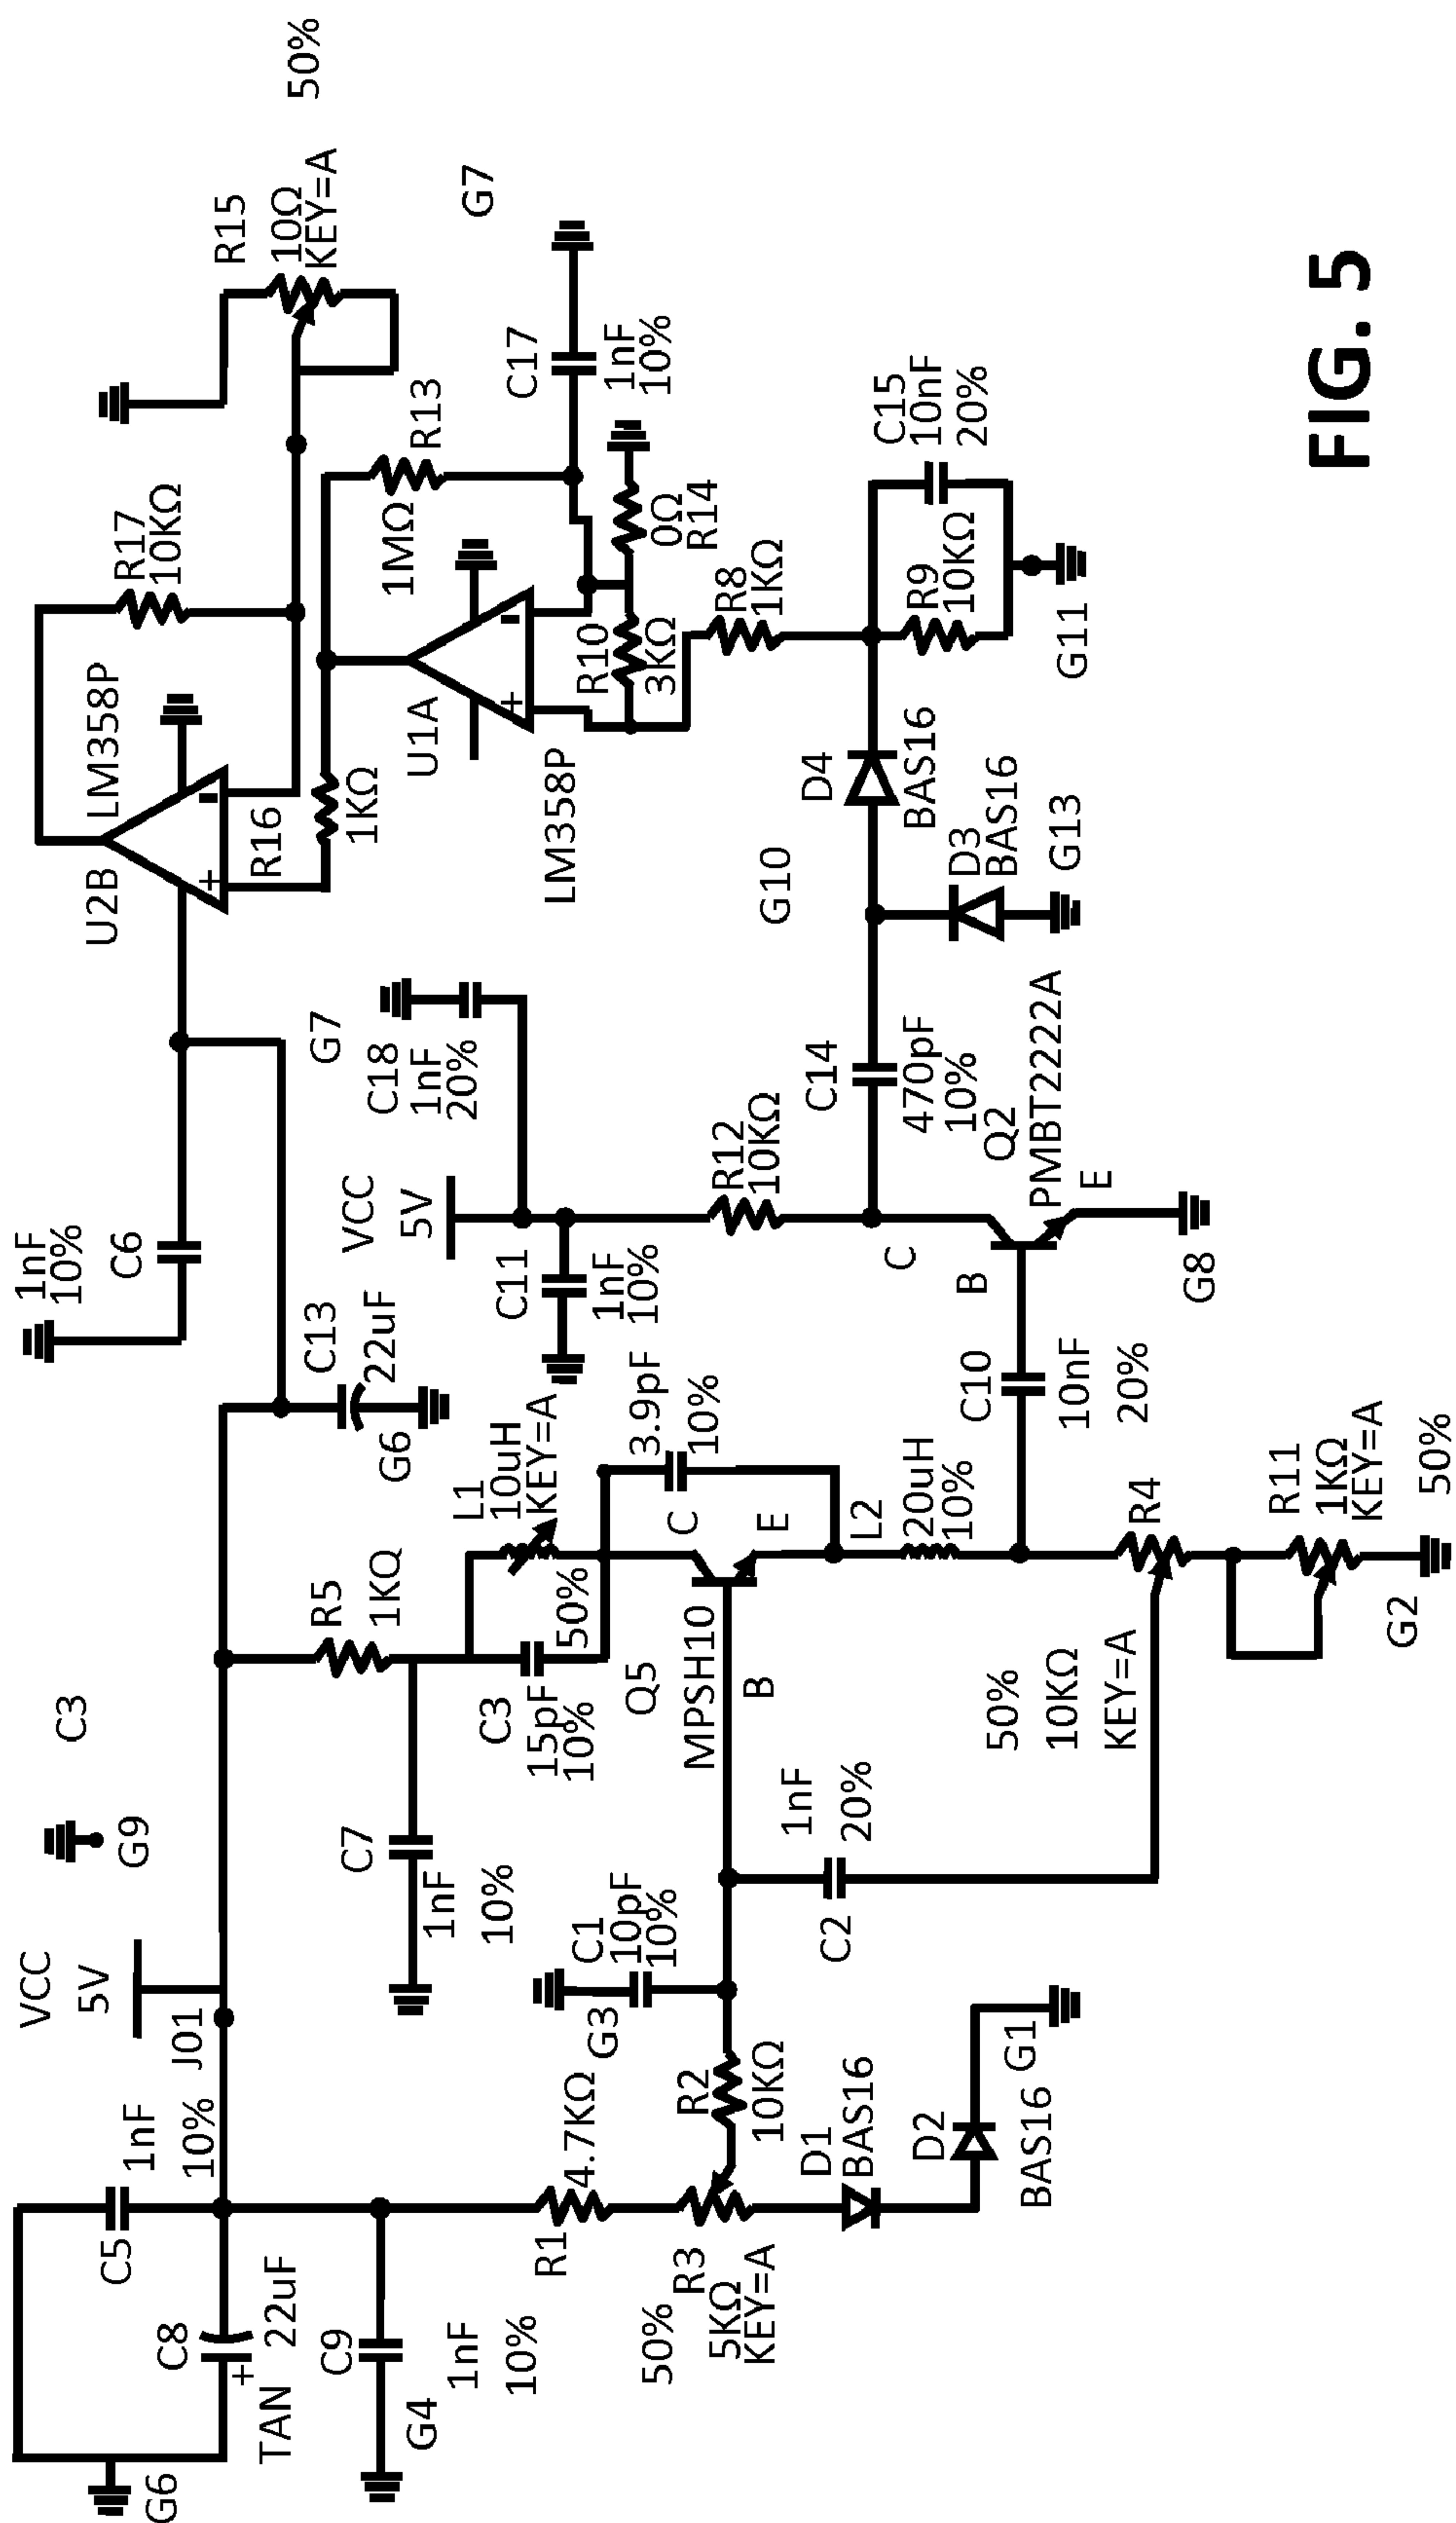 C5
1nF
10%
VCC
5V
J01
G9
C3
G6
C8
+
TAN
22uF
C9
G4
1nF
10%
R1
4.7KΩ
50%
R3
5KΩ
KEY=A
R2
10KΩ
D1
BAS16
D2
BAS16
G1
G3
C1
10pF
10%
C2
1nF
20%
C7
1nF
10%
R5
1KΩ
C3
15pF
10%
50%
L1
10uH
KEY=A
3.9pF
10%
Q5
MPSH10
B
C
E
L2
20uH
10%
50%
10KΩ
KEY=A
R4
R11
1KΩ
KEY=A
50%
G2
C13
22uF
G6
1nF
10%
C6
VCC
5V
C11
1nF
10%
G7
C18
1nF
20%
R12
10KΩ
C10
10nF
20%
C
B
E
G8
Q2
PMBT2222A
C14
470pF
10%
G10
D3
BAS16
G13
D4
BAS16
R8
1KΩ
R9
10KΩ
C15
10nF
20%
G11
U2B
LM358P
+
-
R17
10KΩ
R16
1KΩ
R15
10Ω
KEY=A
50%
U1A
LM358P
+
-
1MΩ
R13
R10
3KΩ
0Ω
R14
C17
1nF
10%
G7
FIG. 5